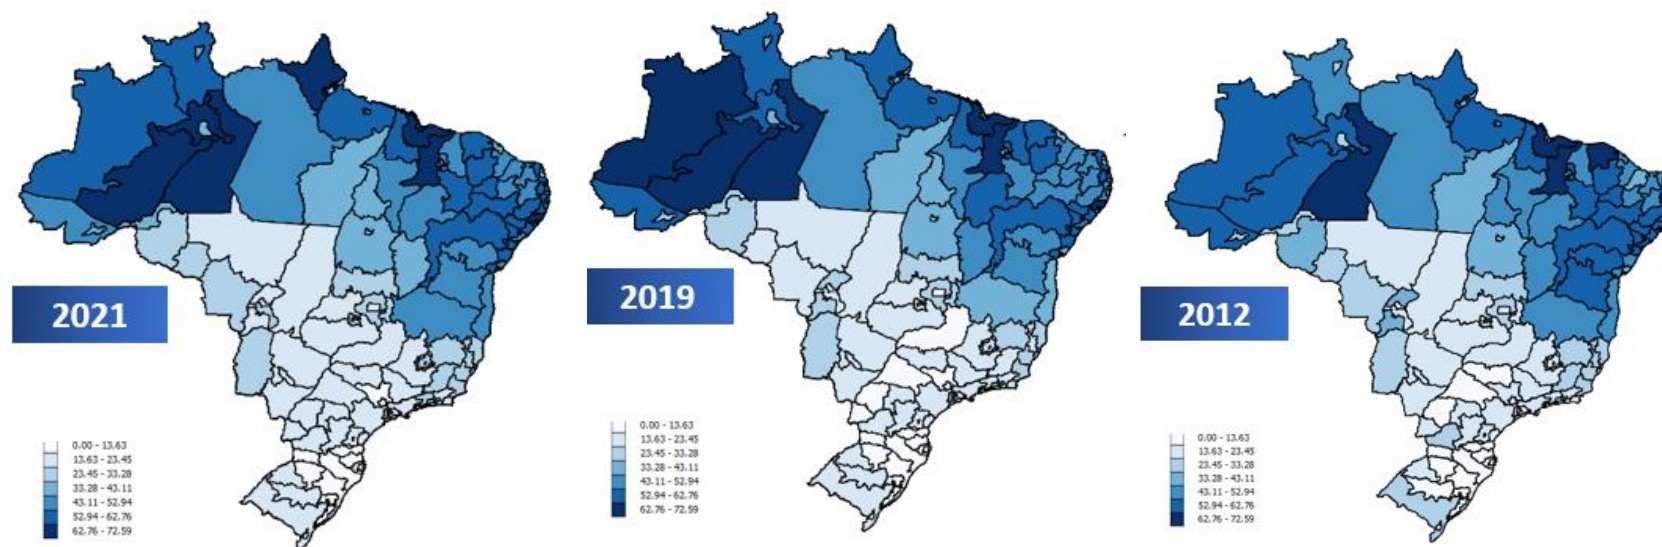 2021
0.00 - 13.63
13.63 - 23.45
23.45 - 33.28
33.28 - 43.11
43.11 - 52.94
52.94 - 62.76
62.76 - 72.59
2019
0.00 - 13.63
13.63 - 23.45
23.45 - 33.28
33.28 - 43.11
43.11 - 52.94
52.94 - 62.76
62.76 - 72.59
2012
0.00 - 13.63
13.63 - 23.45
23.45 - 33.28
33.28 - 43.11
43.11 - 52.94
52.94 - 62.76
62.76 - 72.59